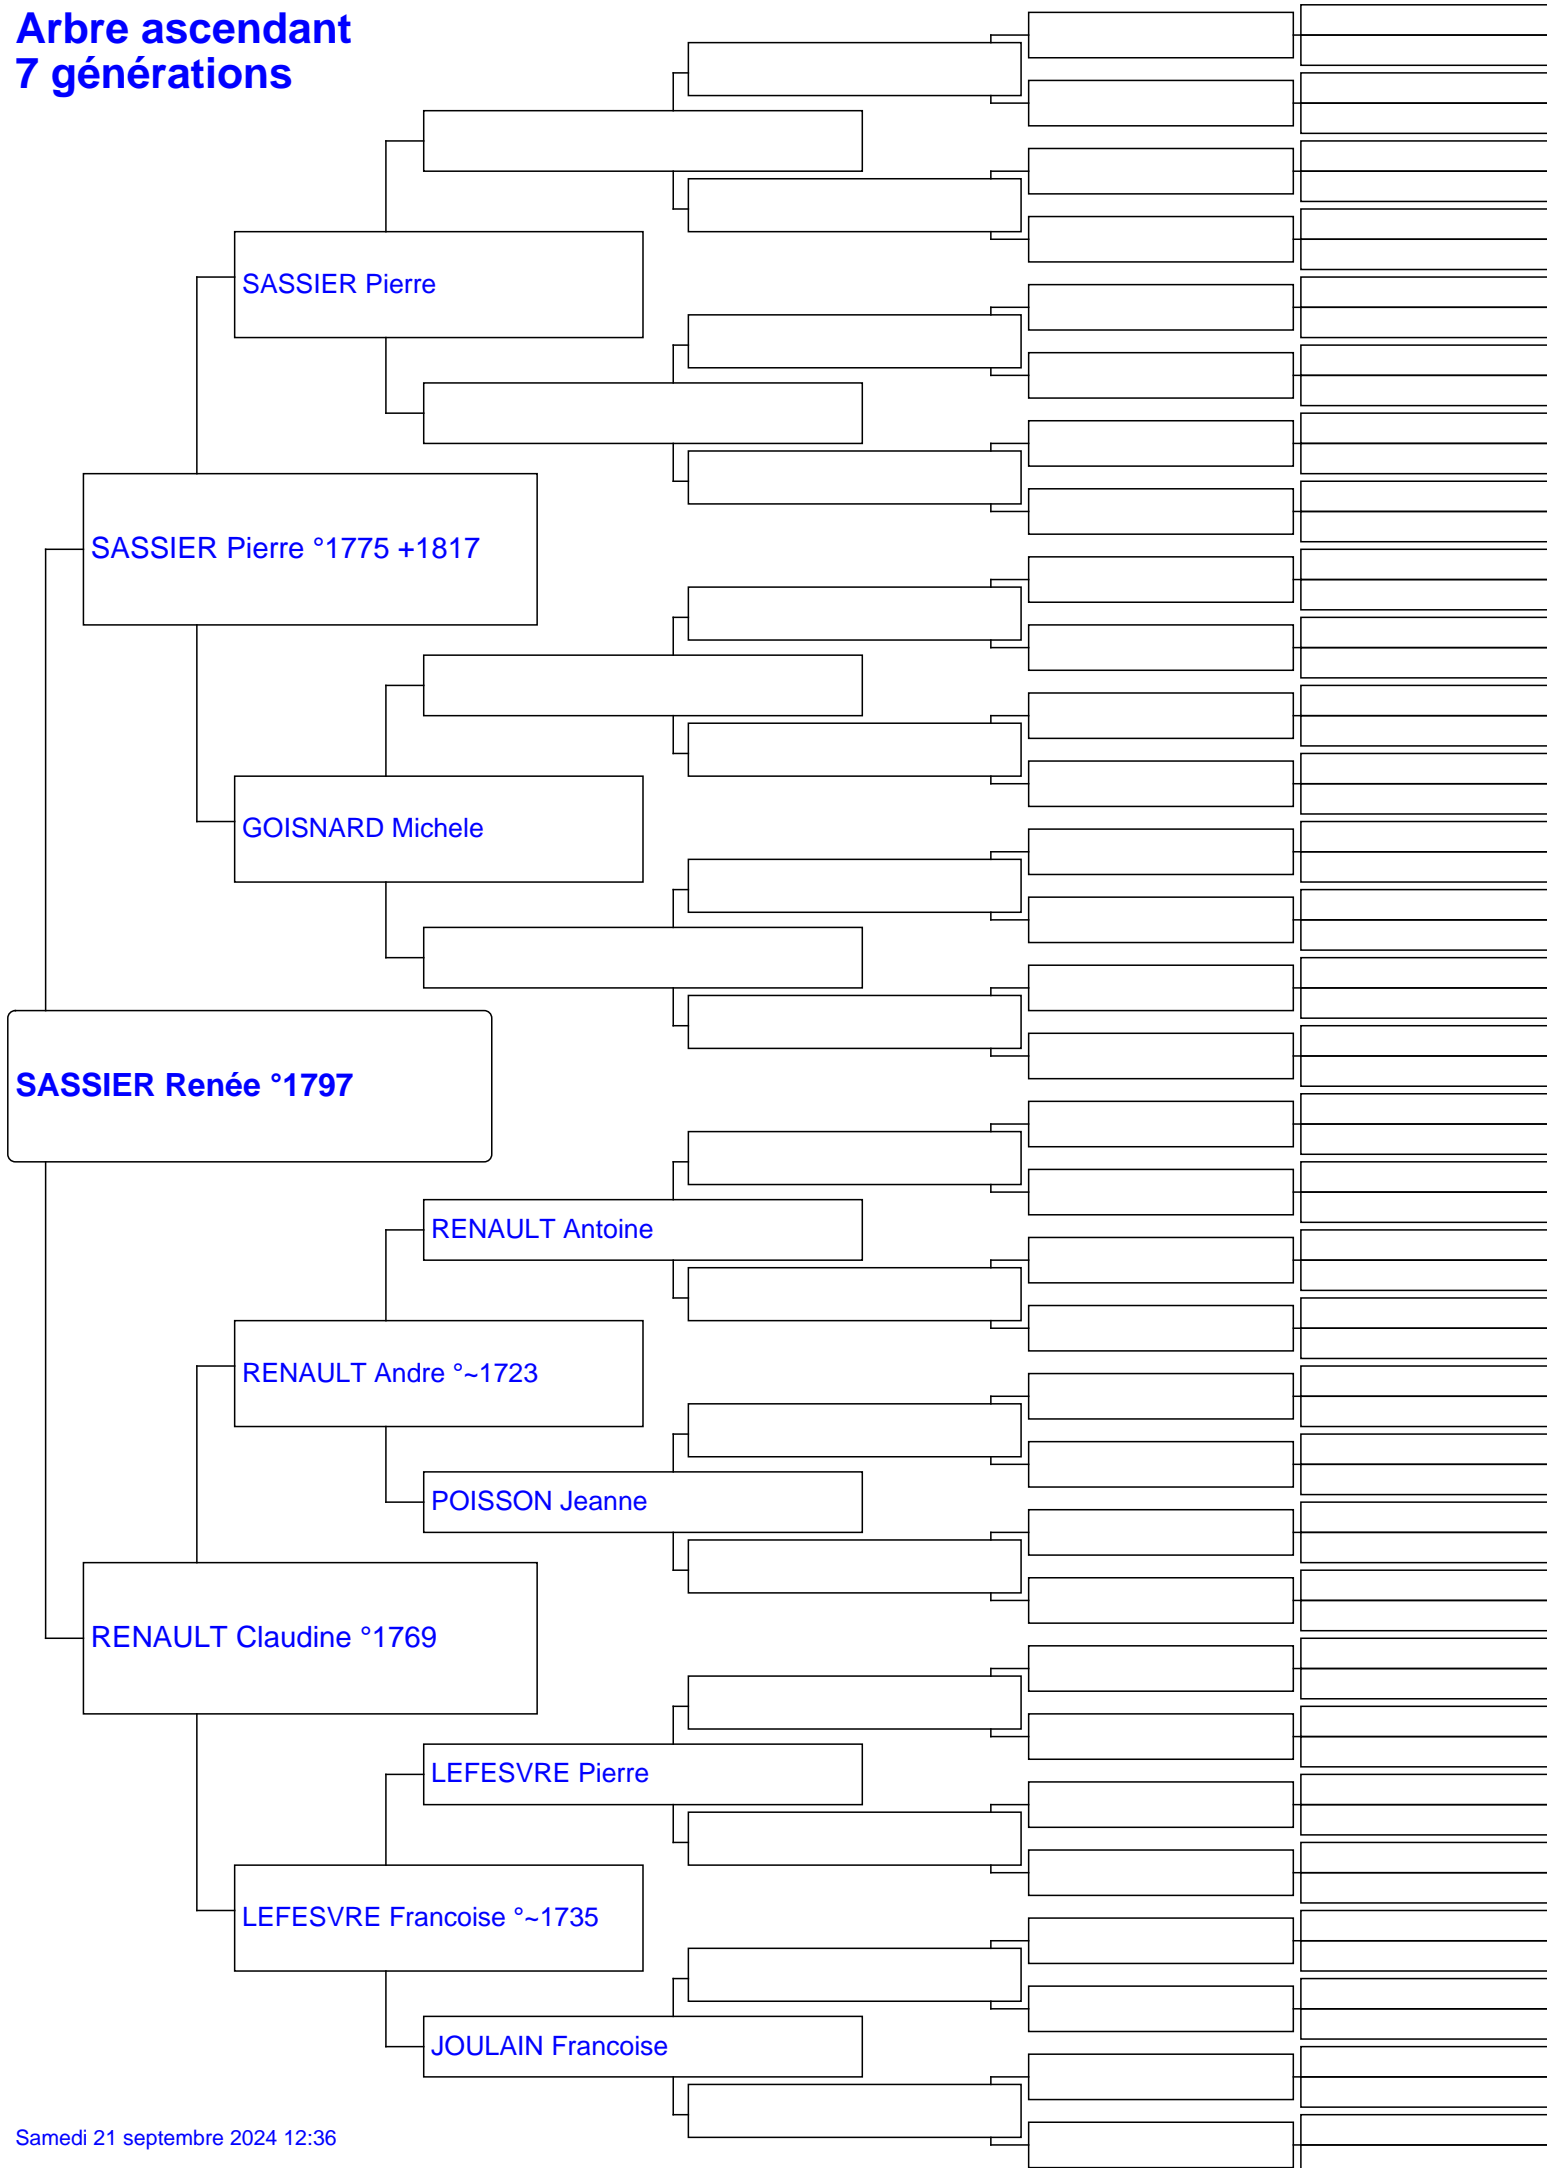 Arbre ascendant
7 générations
SASSIER Pierre
SASSIER Pierre °1775 +1817
GOISNARD Michele
SASSIER Renée °1797
RENAULT Antoine
RENAULT Andre °~1723
POISSON Jeanne
RENAULT Claudine °1769
LEFESVRE Pierre
LEFESVRE Francoise °~1735
JOULAIN Francoise
Samedi 21 septembre 2024 12:36